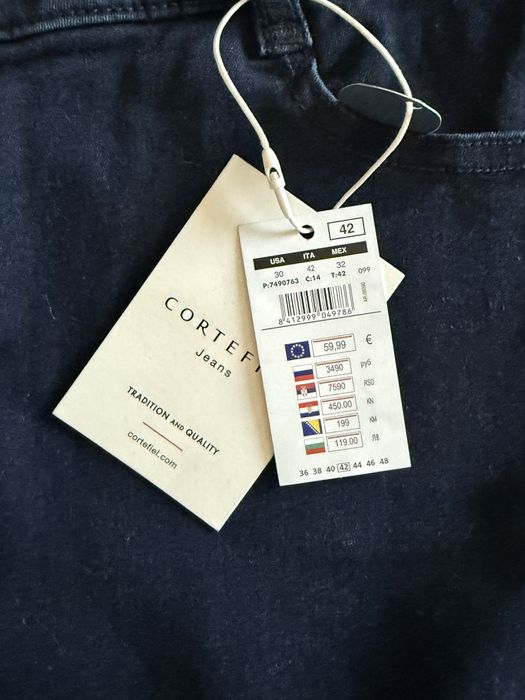 CORTEFI
Jeans
TRADITION AND QUALITY
cortefiel.com
42
USA ITA MEX
30 42 32
P:7490763 C:14 T:42 099
8 412999 049786
59,99 €
3490 руб
7590 RSD
450.00 KN
199 KM
119.00 ЛВ
36 38 40 42 44 46 48